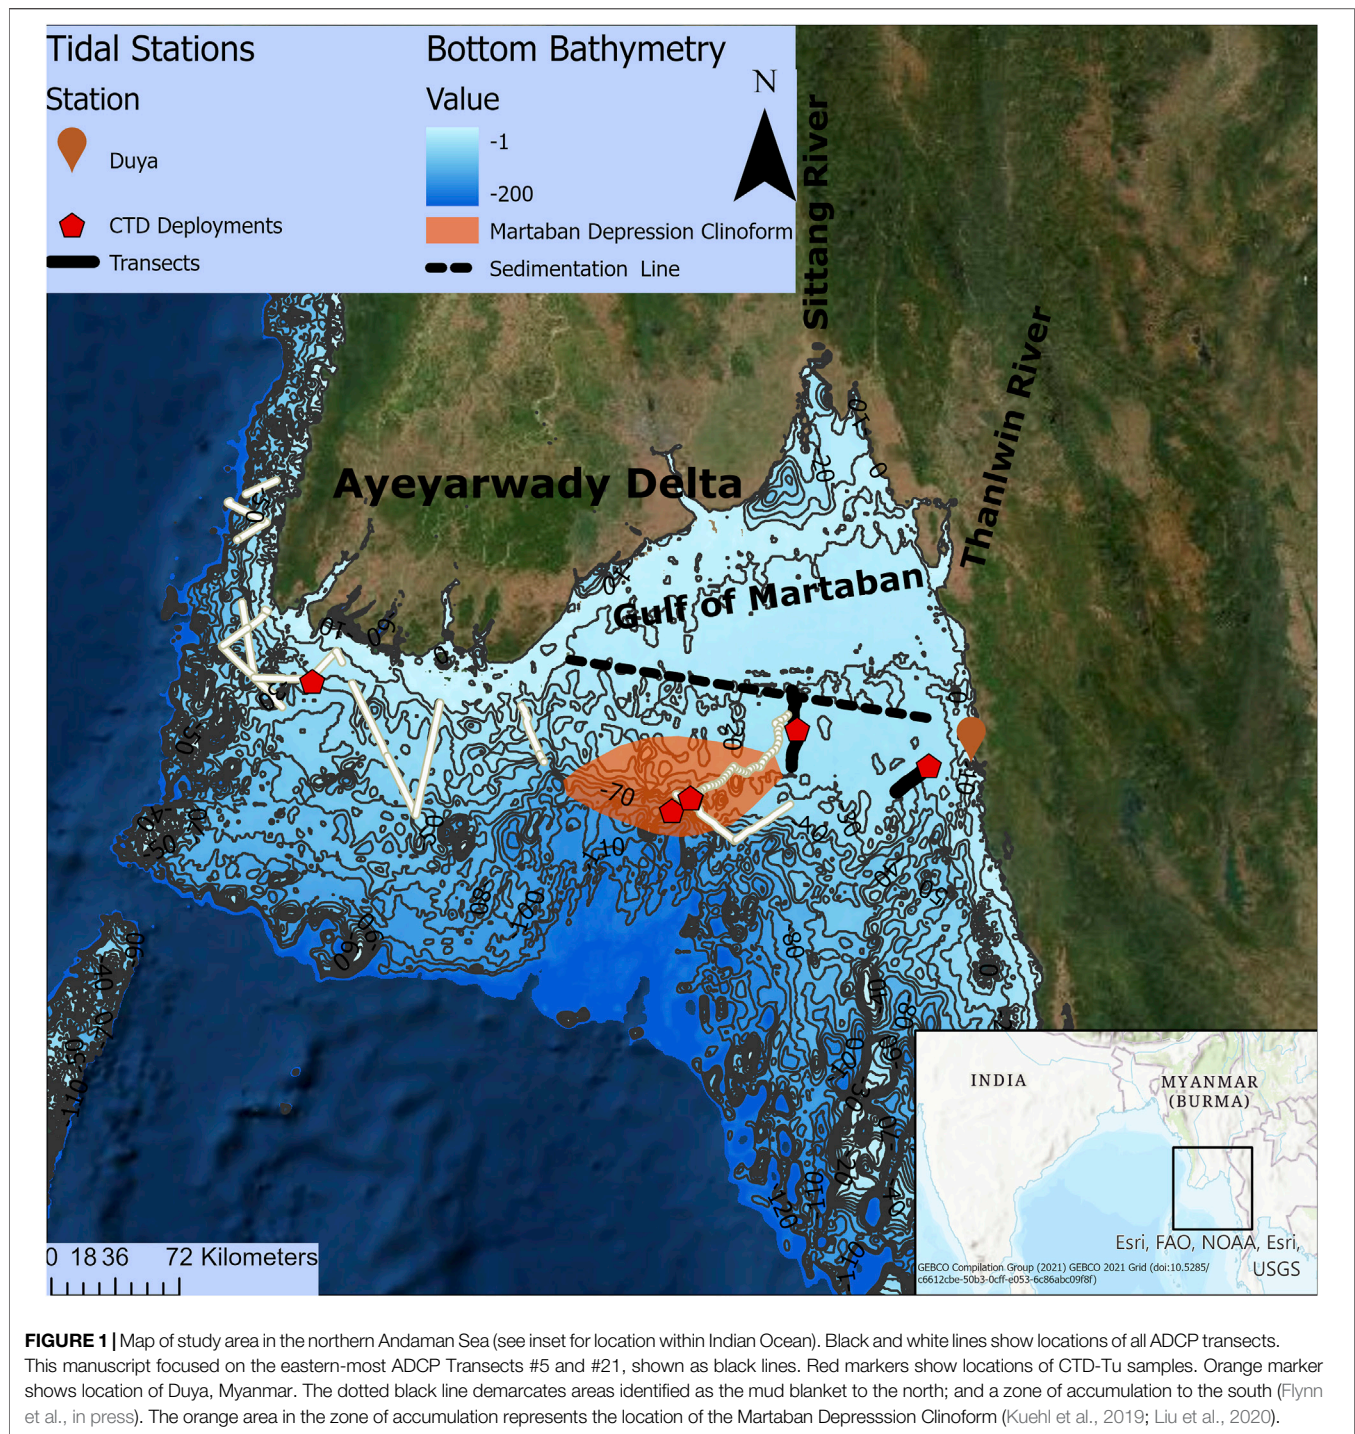 Tidal Stations
Station
Duya
CTD Deployments
Transects
Bottom Bathymetry
Value
-1
-200
Martaban Depression Clinoform
Sedimentation Line
N
Sittang River
Thanlwin River
Ayeyarwady Delta
Gulf of Martaban
-70
-110
-100
-80
-40
-50
-60
-20
-120
0 18 36 72 Kilometers
INDIA
MYANMAR
(BURMA)
Esri, FAO, NOAA, Esri,
USGS
GEBCO Compilation Group (2021) GEBCO 2021 Grid (doi:10.5285/
c6612cbe-50b3-0cff-e053-6c86abc09f8f)
FIGURE 1 | Map of study area in the northern Andaman Sea (see inset for location within Indian Ocean). Black and white lines show locations of all ADCP transects.
This manuscript focused on the eastern-most ADCP Transects #5 and #21, shown as black lines. Red markers show locations of CTD-Tu samples. Orange marker
shows location of Duya, Myanmar. The dotted black line demarcates areas identified as the mud blanket to the north; and a zone of accumulation to the south (Flynn
et al., in press). The orange area in the zone of accumulation represents the location of the Martaban Depresssion Clinoform (Kuehl et al., 2019; Liu et al., 2020).